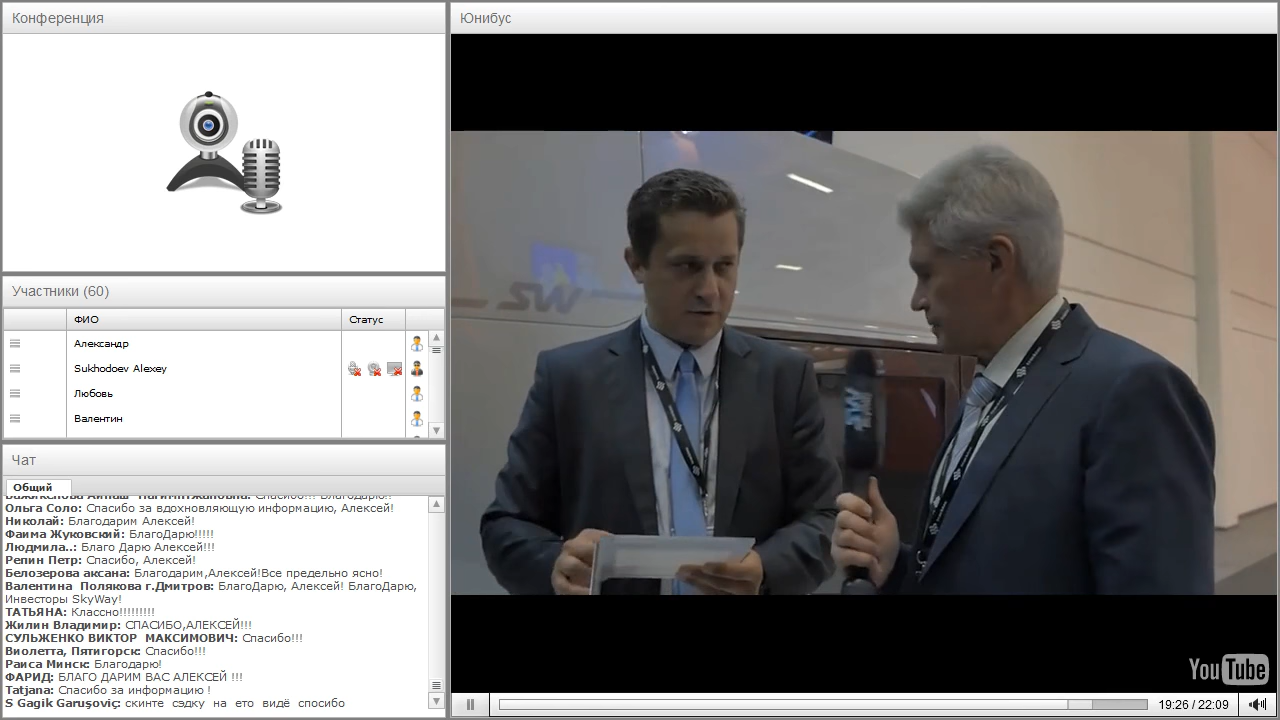 Конференция
Юнибус
SW
Участники (60)
ФИО Статус
Александр
Sukhodoev Alexey
Любовь
Валентин
Чат
Общий
Ольга Соло: Спасибо за вдохновляющую информацию, Алексей!
Николай: Благодарим Алексей!
Фаима Жуковский: БлагоДарю!!!!!
Людмила..: Благо Дарю Алексей!!!
Репин Петр: Спасибо, Алексей!
Белозерова аксана: Благодарим,Алексей!Все предельно ясно!
Валентина Полякова г.Дмитров: БлагоДарю, Алексей! БлагоДарю,
Инвесторы SkyWay!
ТАТЬЯНА: Классно!!!!!!!!!
Жилин Владимир: СПАСИБО,АЛЕКСЕЙ!!!
СУЛЬЖЕНКО ВИКТОР МАКСИМОВИЧ: Спасибо!!!
Виолетта, Пятигорск: Спасибо!!!
Раиса Минск: Благодарю!
ФАРИД: БЛАГО ДАРИМ ВАС АЛЕКСЕЙ !!!
Tatjana: Спасибо за информацию !
S Gagik Garuşoviç: скинте на ето видё спосибо
YouTube
19:26 / 22:09